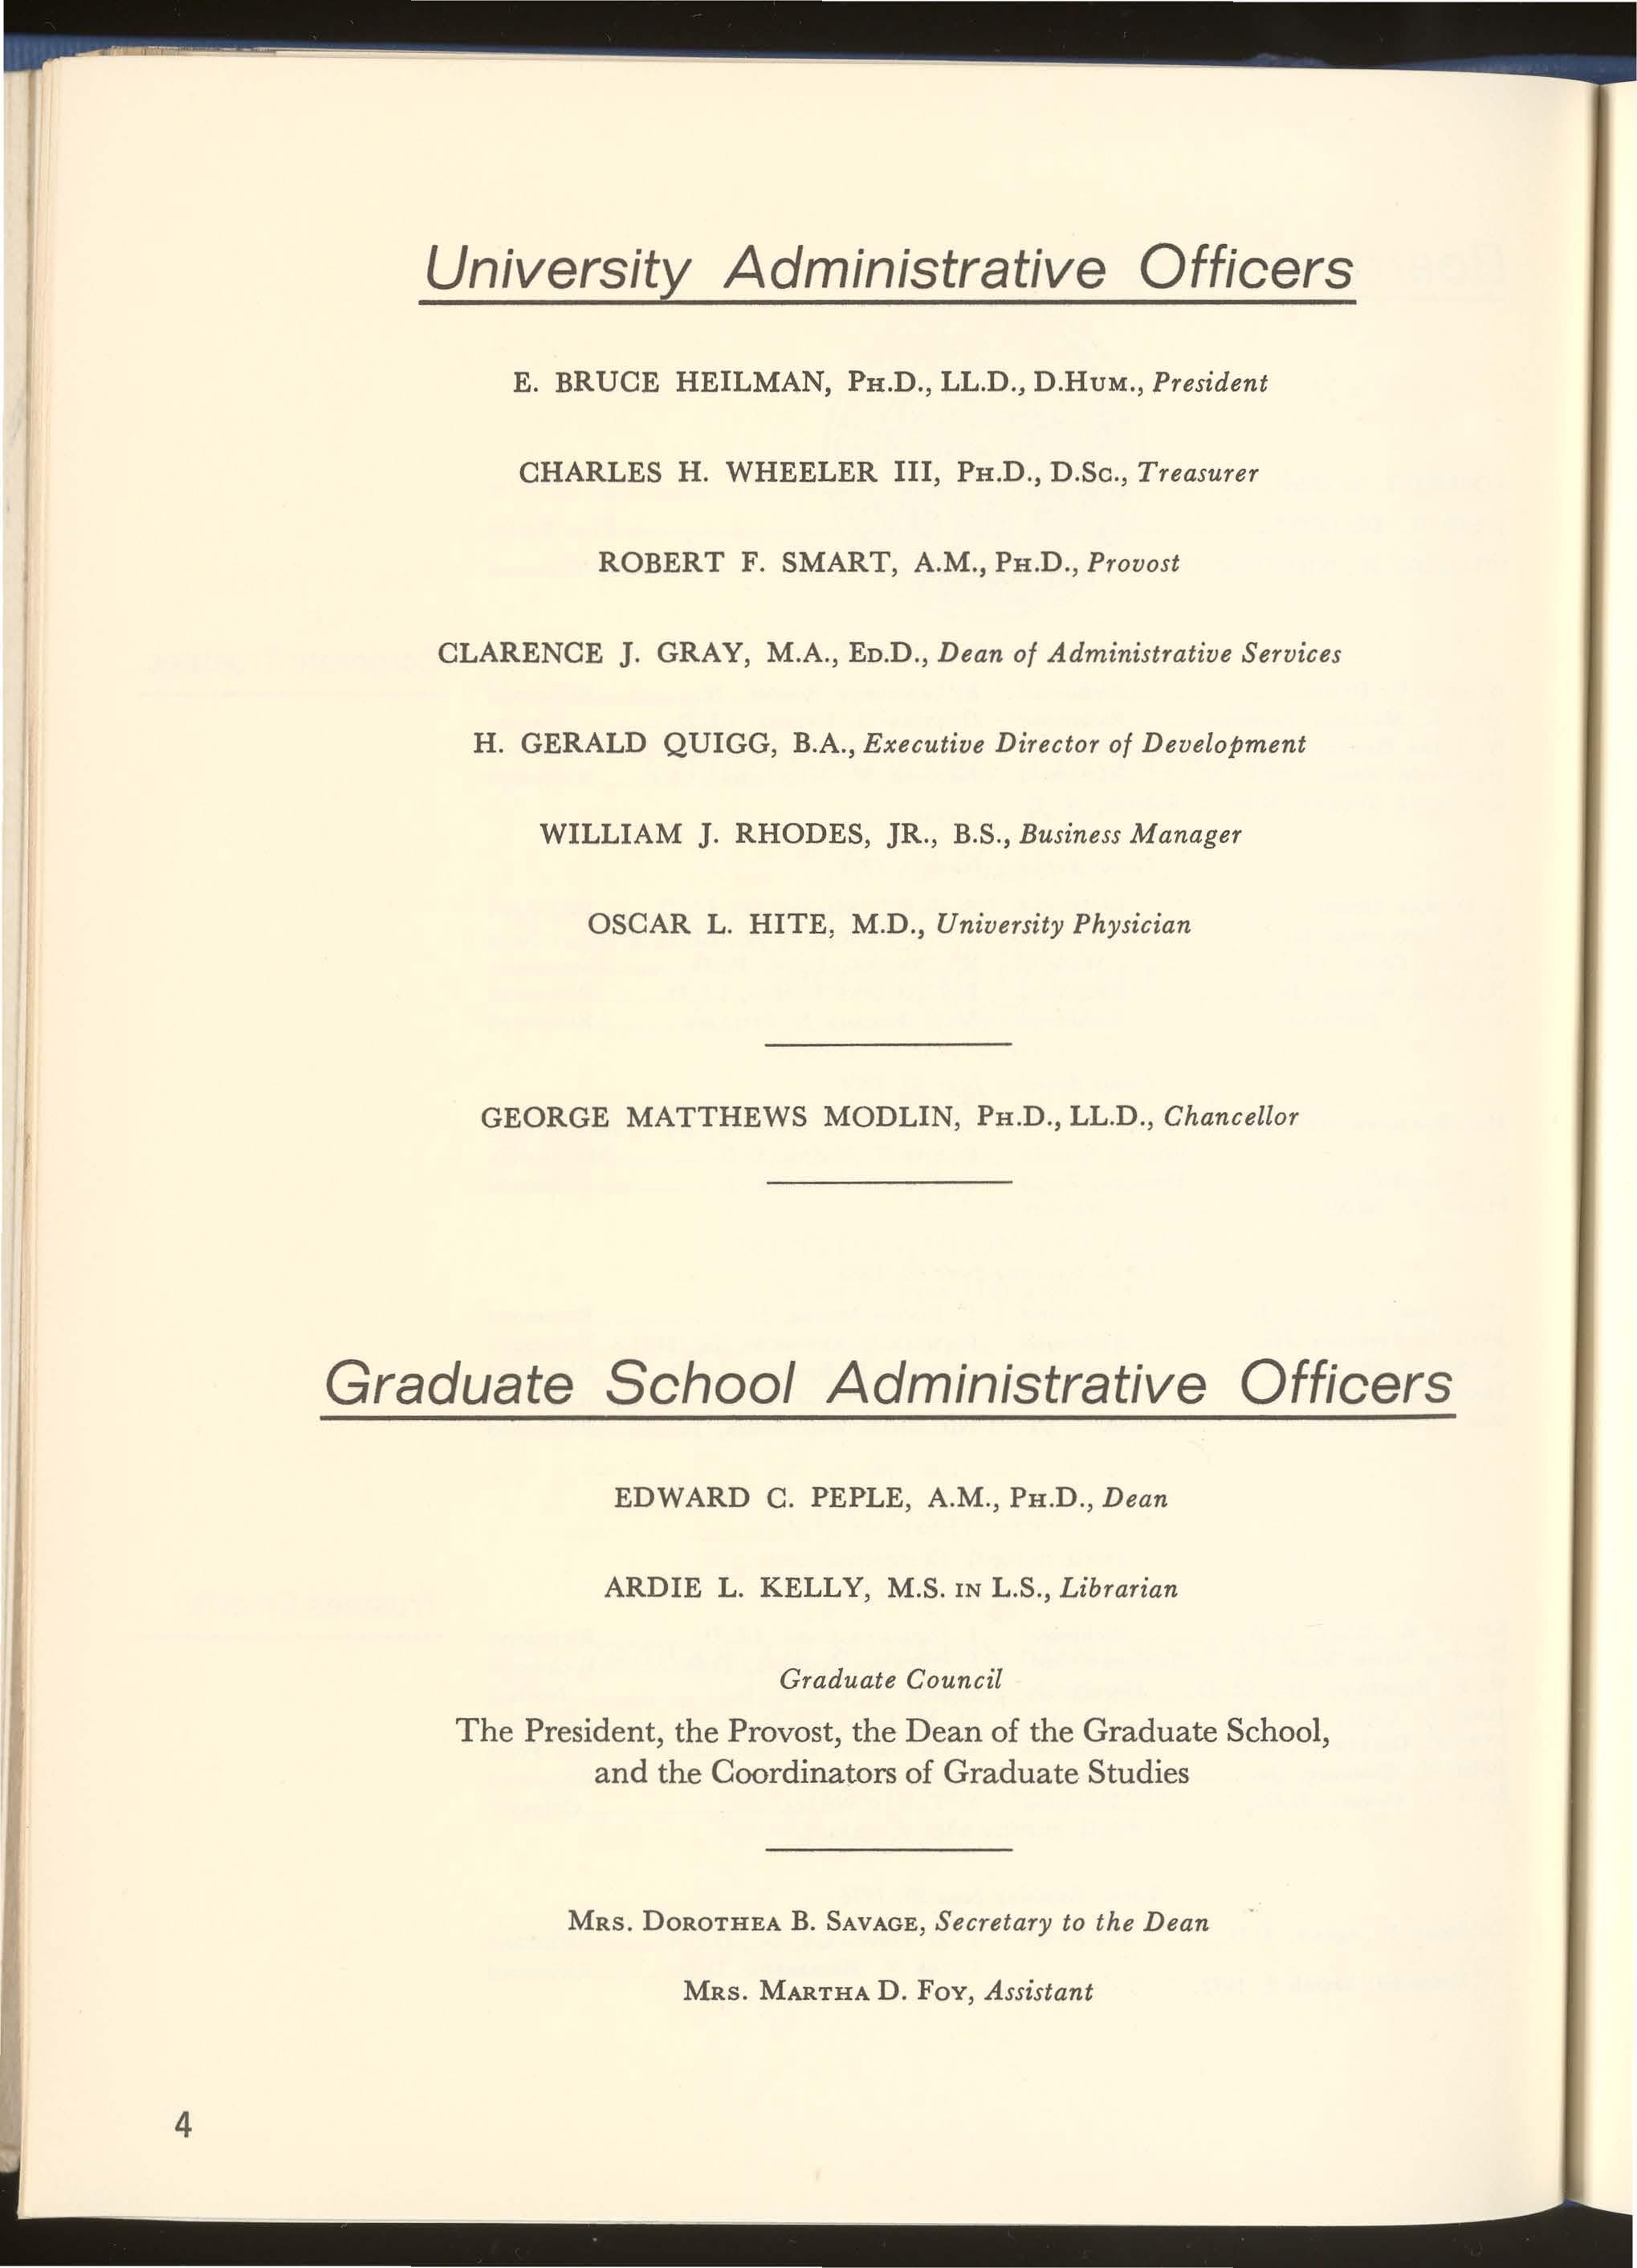 University Administrative Officers
E. BRUCE HEILMAN, PH.D., LL.D., D.HUM., President
CHARLES H. WHEELER III, PH.D., D.SC., Treasurer
ROBERT F. SMART, A.M., PH.D., Provost
CLARENCE J. GRAY, M.A., ED.D., Dean of Administrative Services
H. GERALD QUIGG, B.A., Executive Director of Development
WILLIAM J. RHODES, JR., B.S., Business Manager
OSCAR L. HITE, M.D., University Physician
GEORGE MATTHEWS MODLIN, PH.D., LL.D., Chancellor
Graduate School Administrative Officers
EDWARD C. PEPLE, A.M., PH.D., Dean
ARDIE L. KELLY, M.S. IN L.S., Librarian
Graduate Council
The President, the Provost, the Dean of the Graduate School,
and the Coordinators of Graduate Studies
MRS. DOROTHEA B. SAVAGE, Secretary to the Dean
MRS. MARTHA D. FOY, Assistant
4